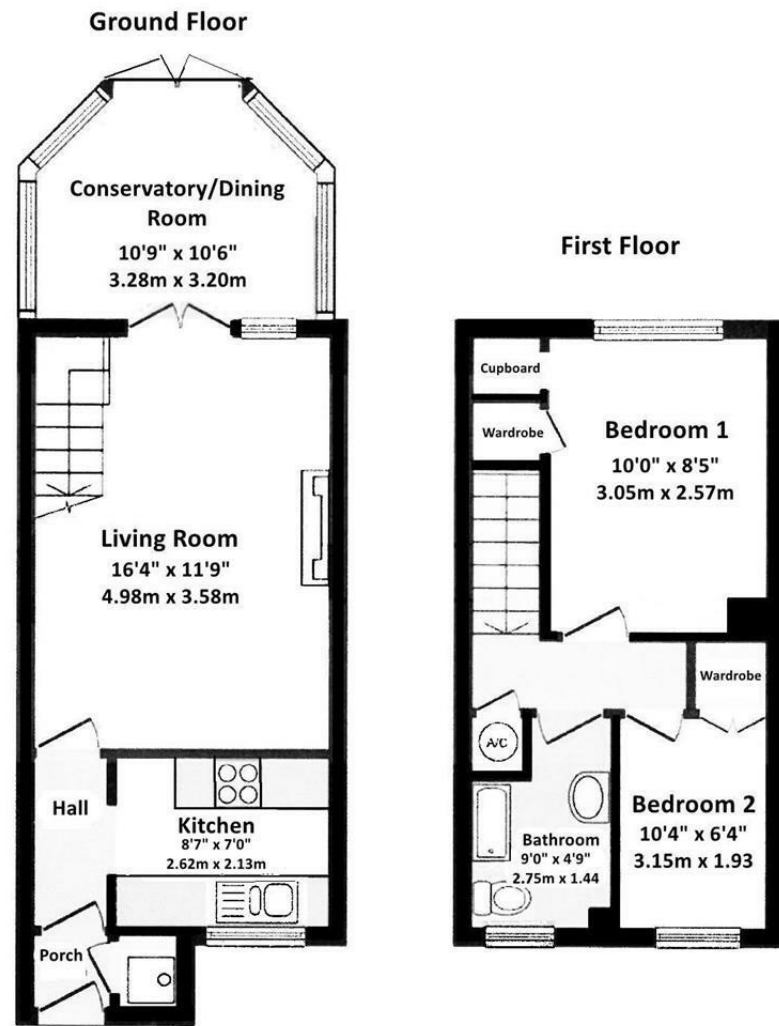 Ground Floor
Conservatory/Dining
Room
10'9" x 10'6"
3.28m x 3.20m
Living Room
16'4" x 11'9"
4.98m x 3.58m
Hall
Kitchen
8'7" x 7'0"
2.62m x 2.13m
Porch
First Floor
Cupboard
Wardrobe
Bedroom 1
10'0" x 8'5"
3.05m x 2.57m
Wardrobe
A/C
Bathroom
9'0" x 4'9"
2.75m x 1.44
Bedroom 2
10'4" x 6'4"
3.15m x 1.93